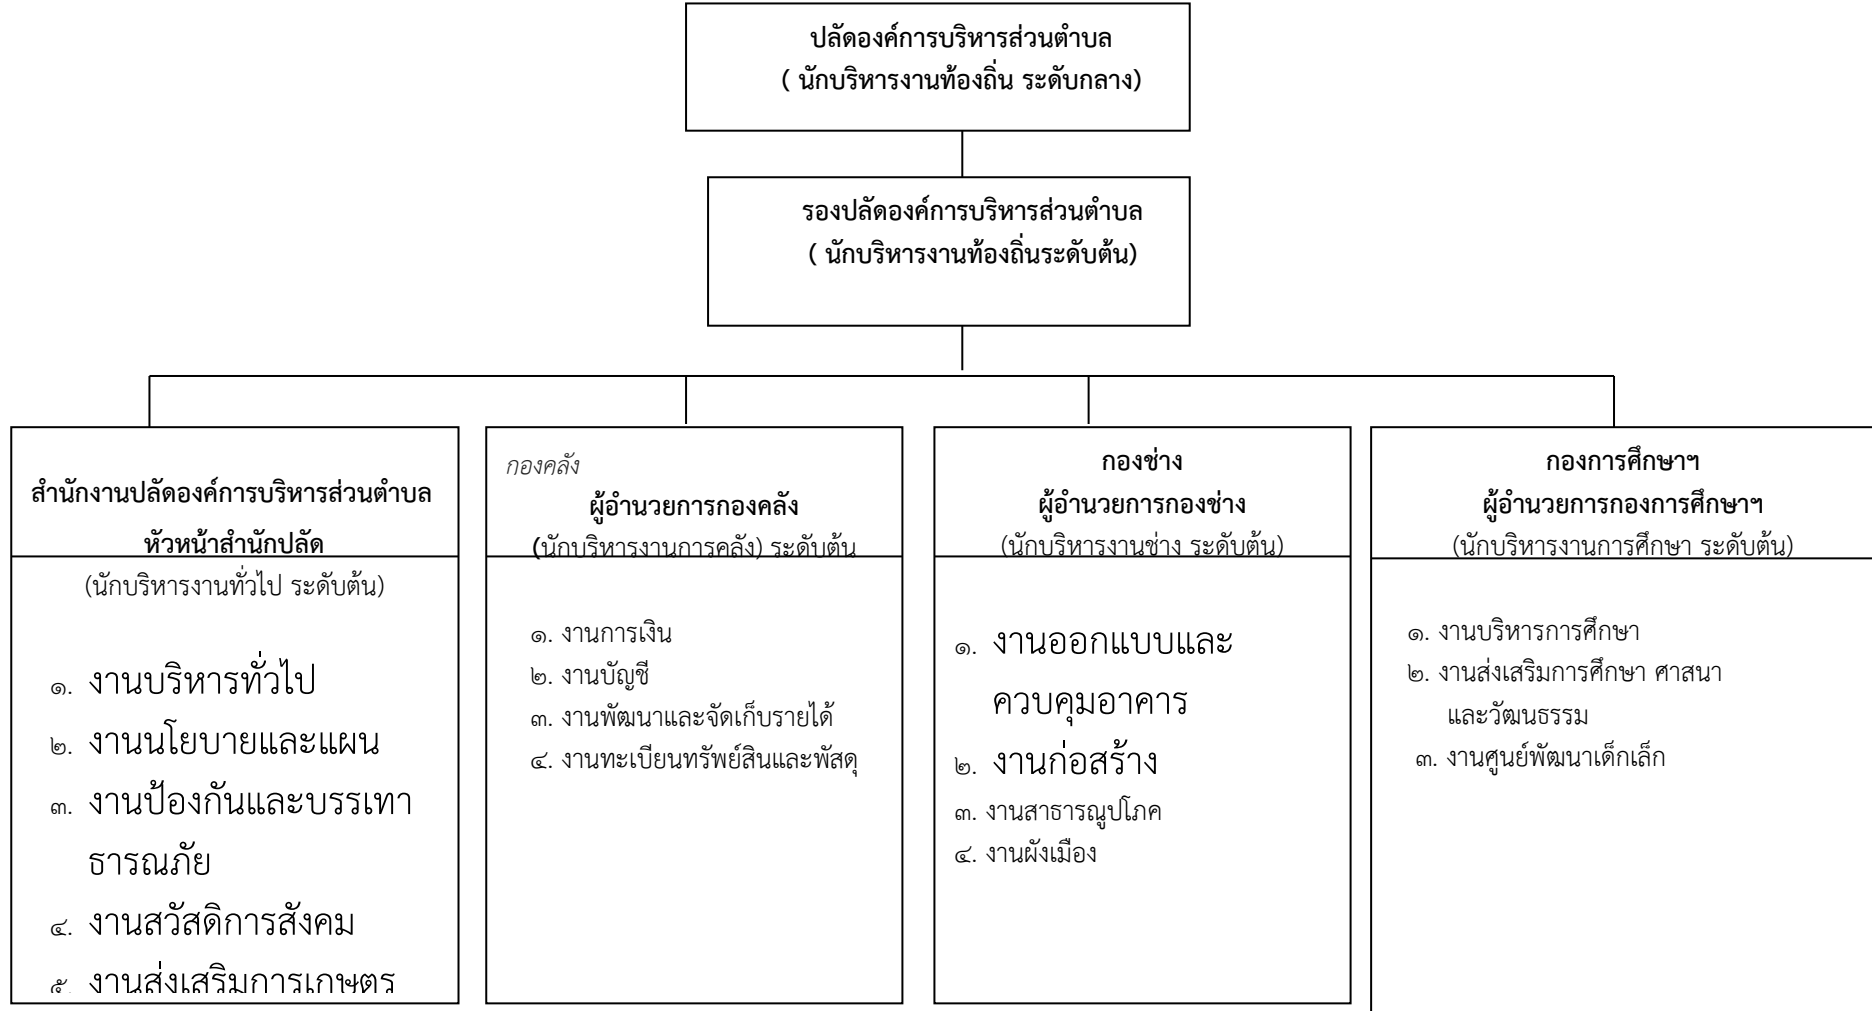 ปลัดองค์การบริหารส่วนตำบล
( นักบริหารงานท้องถิ่น ระดับกลาง)
รองปลัดองค์การบริหารส่วนตำบล
( นักบริหารงานท้องถิ่นระดับต้น)
สำนักงานปลัดองค์การบริหารส่วนตำบล
หัวหน้าสำนักปลัด
(นักบริหารงานทั่วไป ระดับต้น)
๑. งานบริหารทั่วไป
๒. งานนโยบายและแผน
๓. งานป้องกันและบรรเทา
ธารณภัย
๔. งานสวัสดิการสังคม
๕. งานส่งเสริมการเกษตร
กองคลัง
ผู้อำนวยการกองคลัง
(นักบริหารงานการคลัง) ระดับต้น
๑. งานการเงิน
๒. งานบัญชี
๓. งานพัฒนาและจัดเก็บรายได้
๔. งานทะเบียนทรัพย์สินและพัสดุ
กองช่าง
ผู้อำนวยการกองช่าง
(นักบริหารงานช่าง ระดับต้น)
๑. งานออกแบบและ
ควบคุมอาคาร
๒. งานก่อสร้าง
๓. งานสาธารณูปโภค
๔. งานผังเมือง
กองการศึกษาฯ
ผู้อำนวยการกองการศึกษาฯ
(นักบริหารงานการศึกษา ระดับต้น)
๑. งานบริหารการศึกษา
๒. งานส่งเสริมการศึกษา ศาสนา
และวัฒนธรรม
๓. งานศูนย์พัฒนาเด็กเล็ก